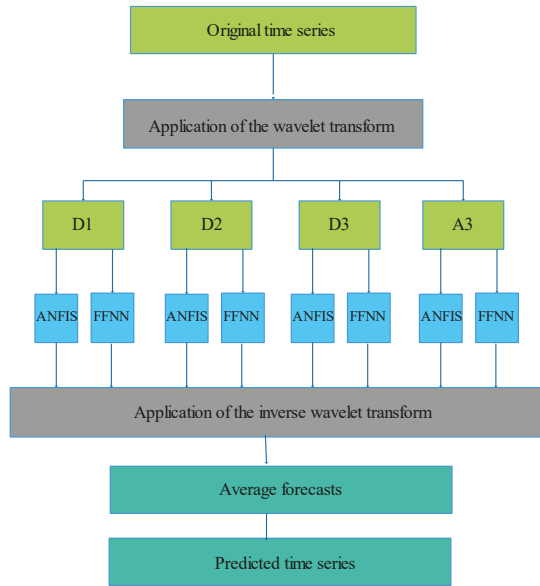 Original time series
Application of the wavelet transform
D1 D2 D3 A3
ANFIS FFNN ANFIS FFNN ANFIS FFNN ANFIS FFNN
Application of the inverse wavelet transform
Average forecasts
Predicted time series